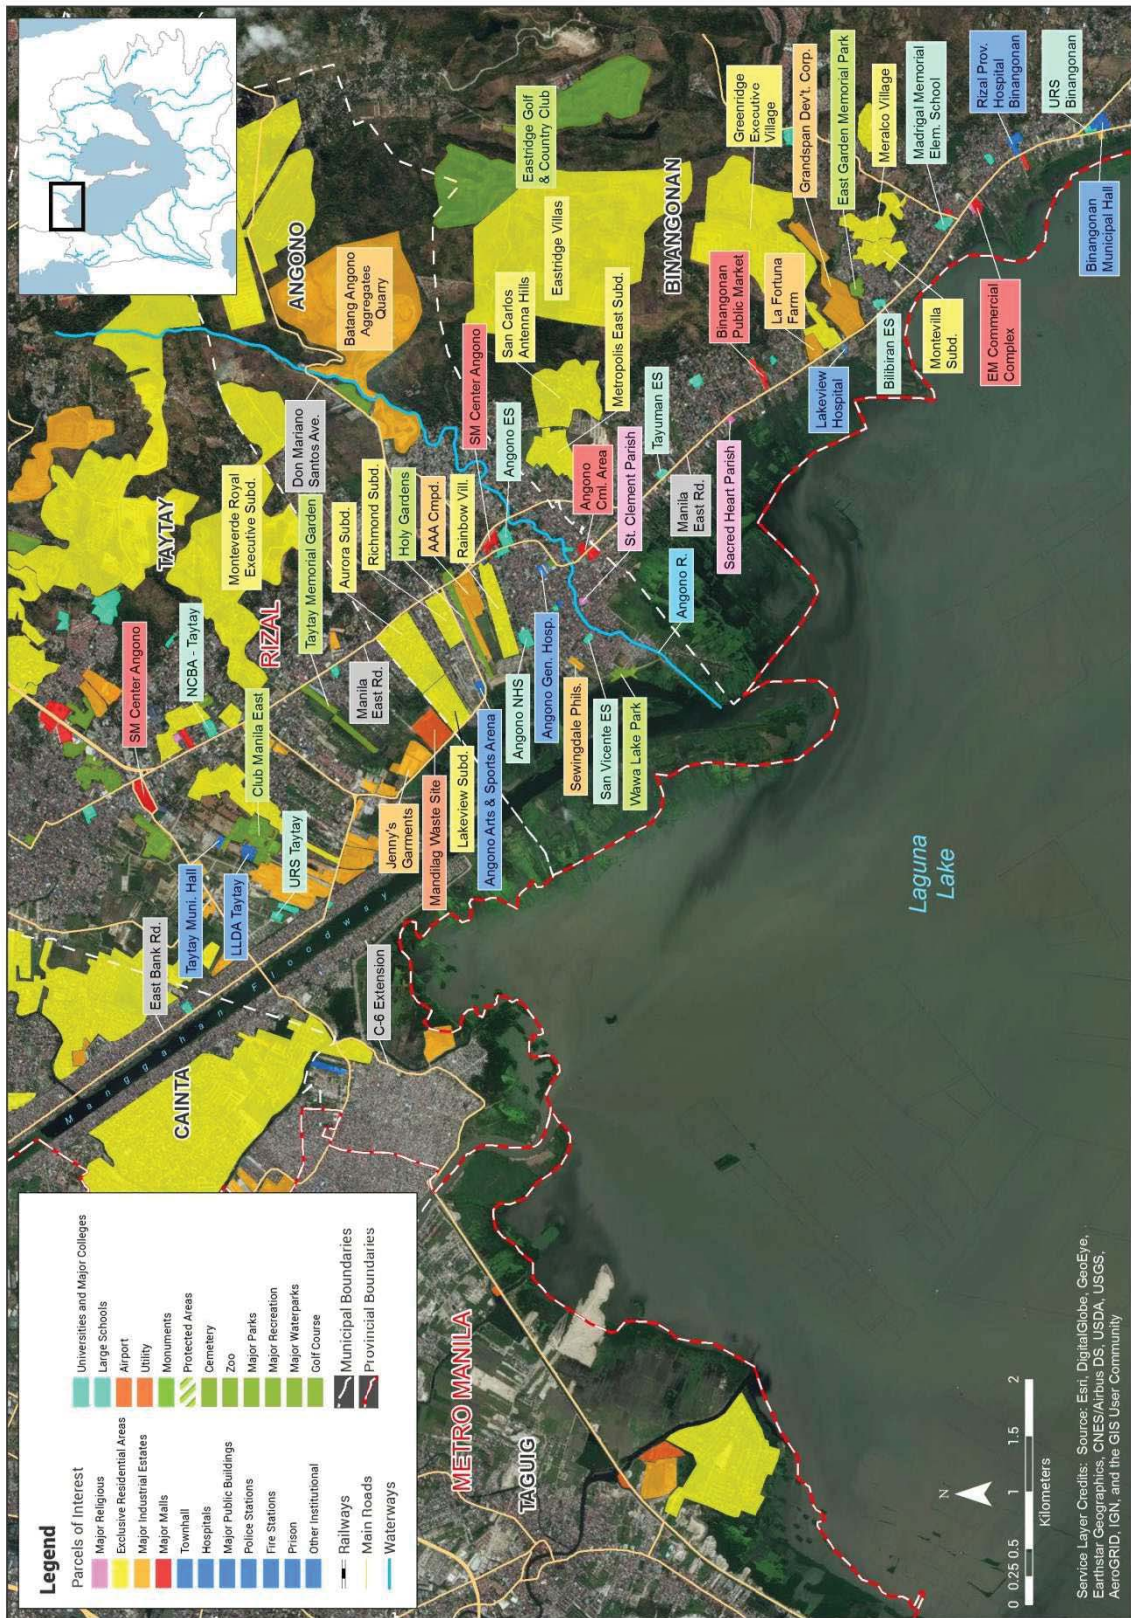 Legend
Parcels of Interest
Major Religious
Exclusive Residential Areas
Major Industrial Estates
Major Malls
Townhall
Hospitals
Major Public Buildings
Police Stations
Fire Stations
Prison
Other Institutional
Universities and Major Colleges
Large Schools
Airport
Utility
Monuments
Protected Areas
Cemetery
Zoo
Major Parks
Major Recreation
Major Waterparks
Golf Course
Railways
Main Roads
Waterways
Municipal Boundaries
Provincial Boundaries
CAINTA
East Bank Rd.
Manggahan Floodway
Taytay Muni. Hall
LLDA Taytay
URS Taytay
Club Manila East
SM Center Angono
NCBA - Taytay
TAYTAY
RIZAL
Monteverde Royal
Executive Subd.
Don Mariano
Santos Ave.
Taytay Memorial Garden
Manila
East Rd.
Aurora Subd.
Richmond Subd.
Holy Gardens
AAA Cmpd.
Rainbow Vill.
ANGONO
Batang Angono
Aggregates
Quarry
SM Center Angono
Angono ES
San Carlos
Antenna Hills
Eastridge Villas
Eastridge Golf
& Country Club
Metropolis East Subd.
BINANGONAN
Greenridge
Executive
Village
Grandspan Dev't. Corp.
East Garden Memorial Park
Meralco Village
Madrigal Memorial
Elem. School
Rizal Prov.
Hospital
Binangonan
URS
Binangonan
Binangonan
Municipal Hall
EM Commercial
Complex
Montevilla
Subd.
Bilibiran ES
Lakeview
Hospital
La Fortuna
Farm
Binangonan
Public Market
Sacred Heart Parish
Manila
East Rd.
Tayuman ES
St. Clement Parish
Angono
Cml. Area
Angono R.
Wawa Lake Park
San Vicente ES
Sewingdale Phils.
Angono Gen. Hosp.
Angono NHS
Angono Arts & Sports Arena
Lakeview Subd.
Mandilag Waste Site
Jenny's
Garments
C-6 Extension
METRO MANILA
TAGUIG
Laguna
Lake
N
0 0.25 0.5 1 1.5 2
Kilometers
Service Layer Credits: Source: Esri, DigitalGlobe, GeoEye,
Earthstar Geographics, CNES/Airbus DS, USDA, USGS,
AeroGRID, IGN, and the GIS User Community